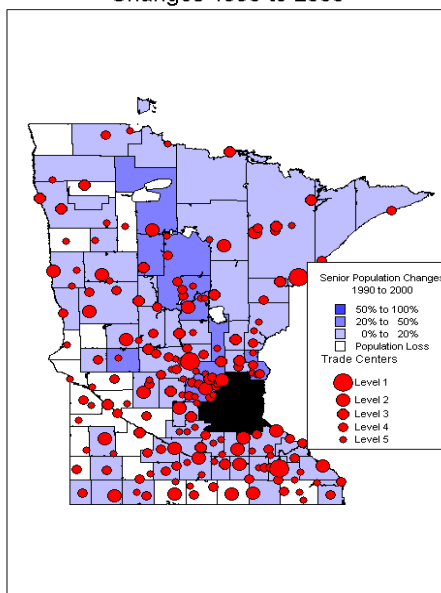 Changes 1990 to 2000
Senior Population Changes
1990 to 2000
50% to 100%
20% to 50%
0% to 20%
Population Loss
Trade Centers
Level 1
Level 2
Level 3
Level 4
Level 5